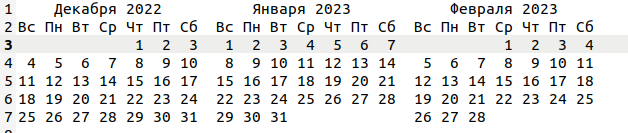 1     Декабря 2022          Января 2023          Февраля 2023
2 Вс Пн Вт Ср Чт Пт Сб  Вс Пн Вт Ср Чт Пт Сб  Вс Пн Вт Ср Чт Пт Сб
3              1  2  3   1  2  3  4  5  6  7            1  2  3  4
4  4  5  6  7  8  9 10   8  9 10 11 12 13 14   5  6  7  8  9 10 11
5 11 12 13 14 15 16 17  15 16 17 18 19 20 21  12 13 14 15 16 17 18
6 18 19 20 21 22 23 24  22 23 24 25 26 27 28  19 20 21 22 23 24 25
7 25 26 27 28 29 30 31  29 30 31              26 27 28